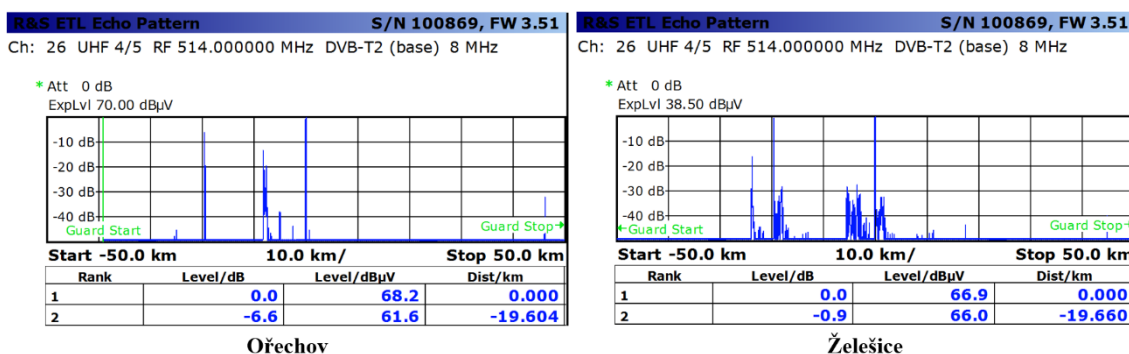 R&S ETL Echo Pattern S/N 100869, FW 3.51
Ch: 26 UHF 4/5 RF 514.000000 MHz DVB-T2 (base) 8 MHz
* Att 0 dB
ExpLvl 70.00 dBµV
-10 dB
-20 dB
-30 dB
-40 dB
Guard Start Guard Stop→
Start -50.0 km 10.0 km/ Stop 50.0 km
Rank Level/dB Level/dBµV Dist/km
1 0.0 68.2 0.000
2 -6.6 61.6 -19.604
Ořechov
R&S ETL Echo Pattern S/N 100869, FW 3.51
Ch: 26 UHF 4/5 RF 514.000000 MHz DVB-T2 (base) 8 MHz
* Att 0 dB
ExpLvl 38.50 dBµV
-10 dB
-20 dB
-30 dB
-40 dB
←Guard Start Guard Stop→
Start -50.0 km 10.0 km/ Stop 50.0 km
Rank Level/dB Level/dBµV Dist/km
1 0.0 66.9 0.000
2 -0.9 66.0 -19.660
Želešice